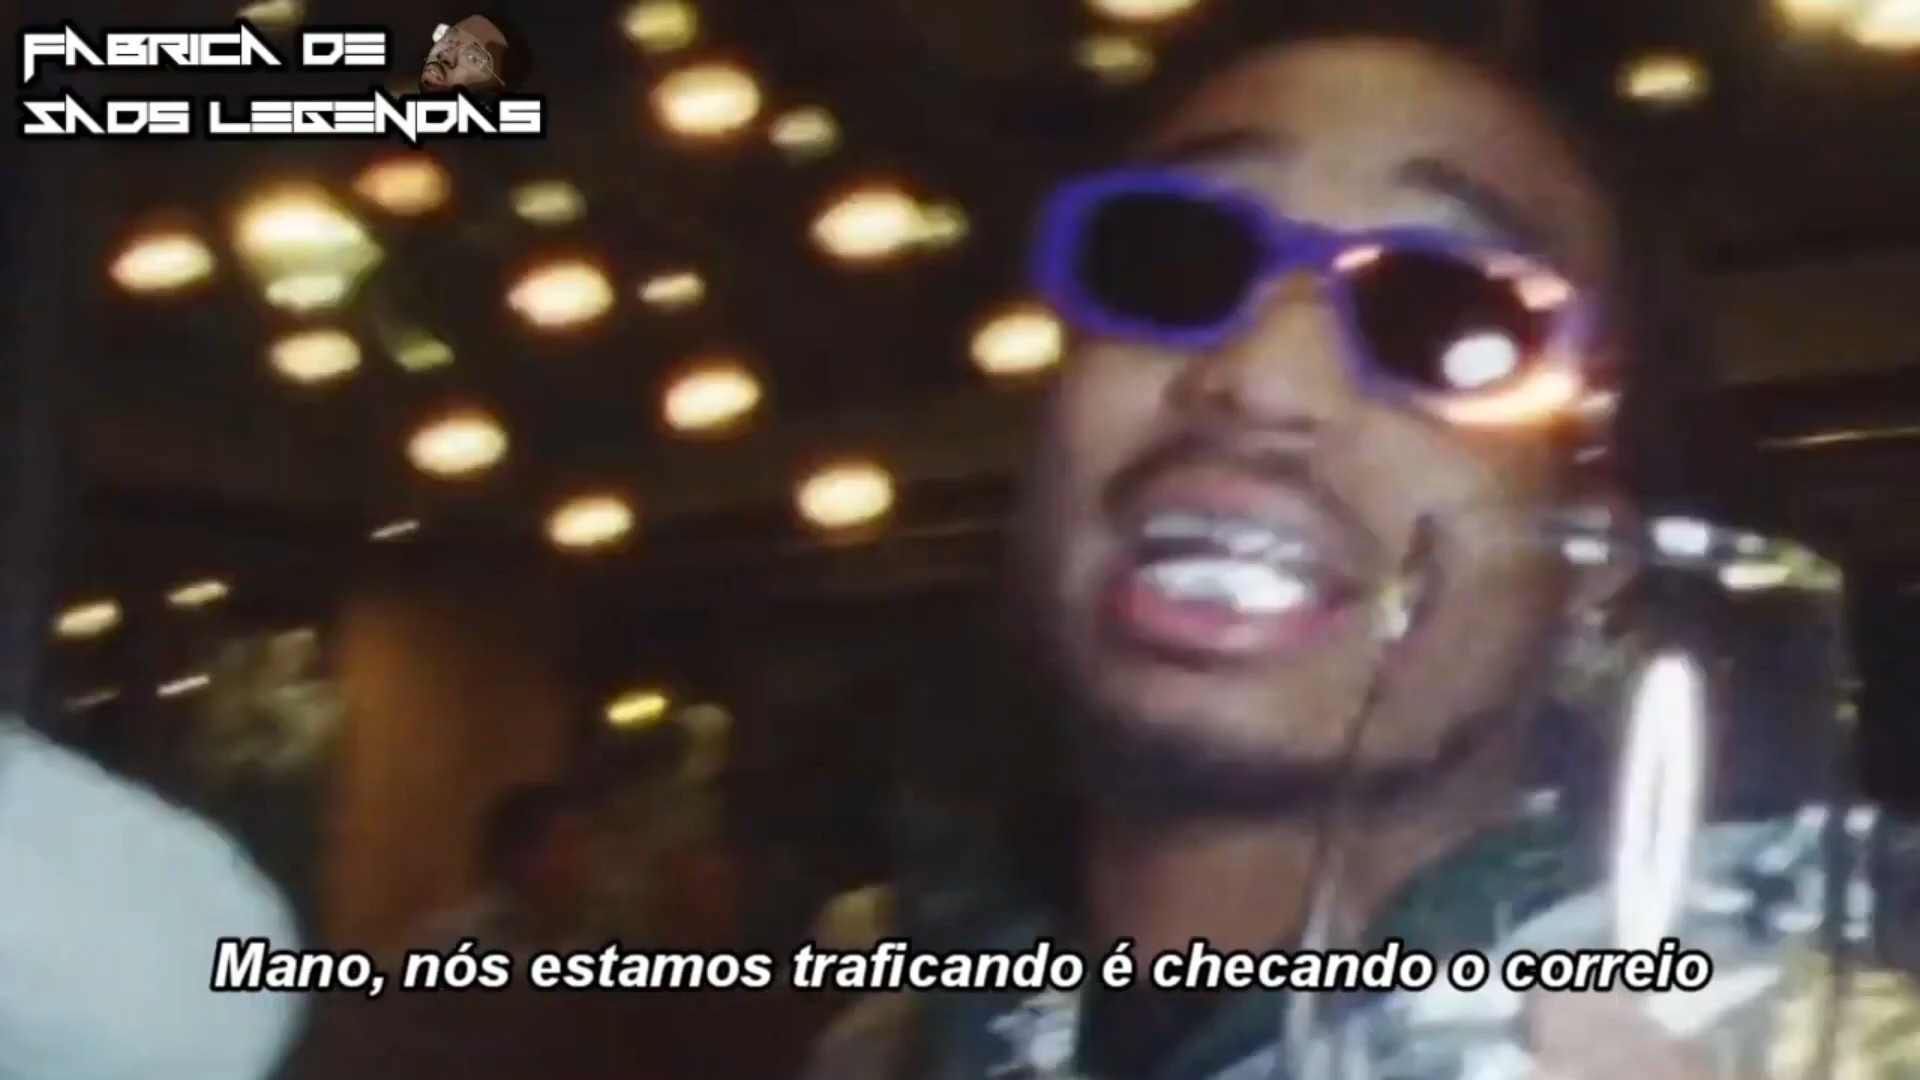 FABRICA DE
SADS LEGENDAS
Mano, nós estamos traficando é checando o correio